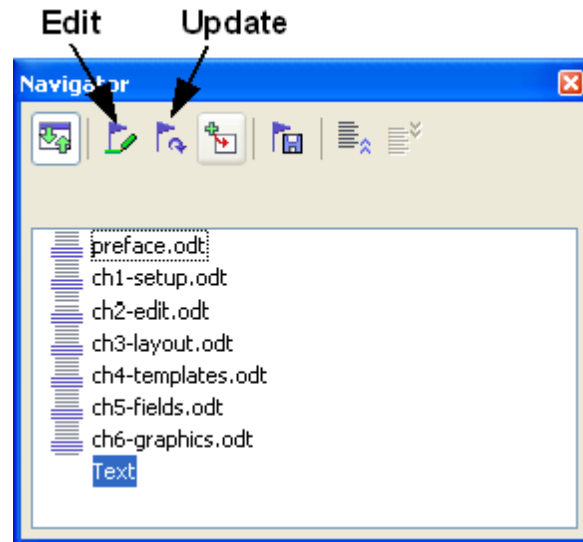 Edit Update
Navigator
preface.odt
ch1-setup.odt
ch2-edit.odt
ch3-layout.odt
ch4-templates.odt
ch5-fields.odt
ch6-graphics.odt
Text